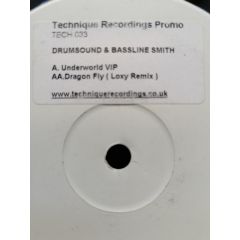 Technique Recordings Promo
TECH 033
DRUMSOUND & BASSLINE SMITH
A. Underworld VIP
AA.Dragon Fly ( Loxy Remix )
www.techniquerecordings.co.uk